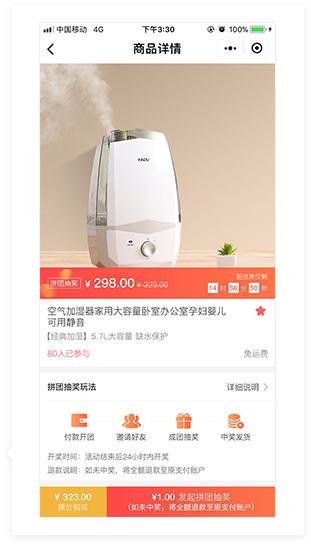 中国移动 4G 下午3:30 100%
商品详情
YADU
拼团抽奖 ¥ 298.00 ¥ 323.00
距结束仅剩
14 时 56 分 50 秒
空气加湿器家用大容量卧室办公室孕妇婴儿
可用静音
【经典加湿】5.7L大容量 缺水保护
80人已参与 免运费
拼团抽奖玩法 详细说明
付款开团 邀请好友 成团抽奖 中奖发货
开奖时间：活动结束后24小时内开奖
退款说明：如未中奖，将全额退款至原支付账户
¥ 323.00
原价购买
¥1.00 发起拼团抽奖
（如未中奖，将全额退款至原支付账户）